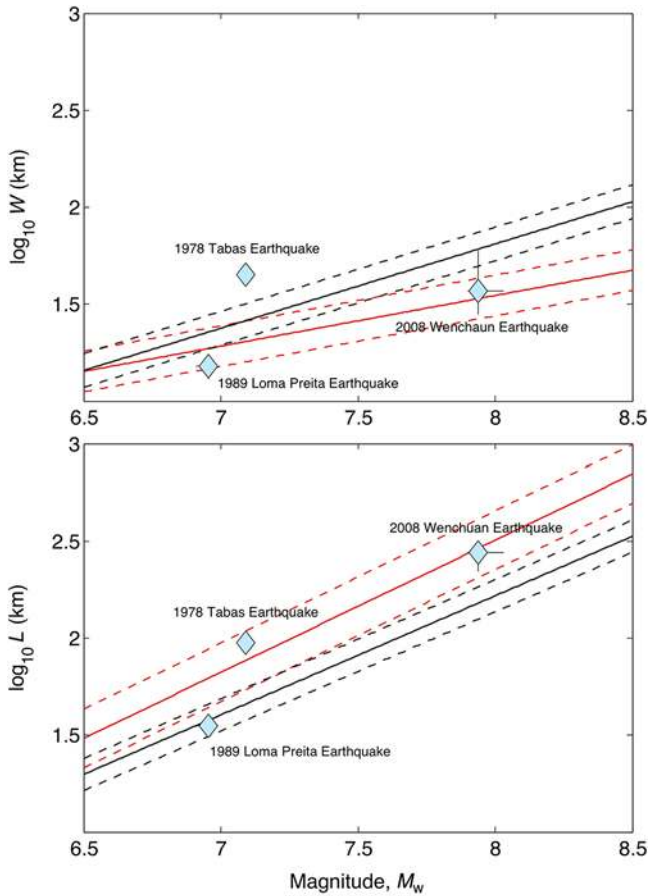 3
2.5
2
1.5
log10 W (km)
1978 Tabas Earthquake
2008 Wenchaun Earthquake
1989 Loma Preita Earthquake
6.5 7 7.5 8 8.5
3
2.5
2
1.5
log10 L (km)
2008 Wenchuan Earthquake
1978 Tabas Earthquake
1989 Loma Preita Earthquake
6.5 7 7.5 8 8.5
Magnitude, Mw